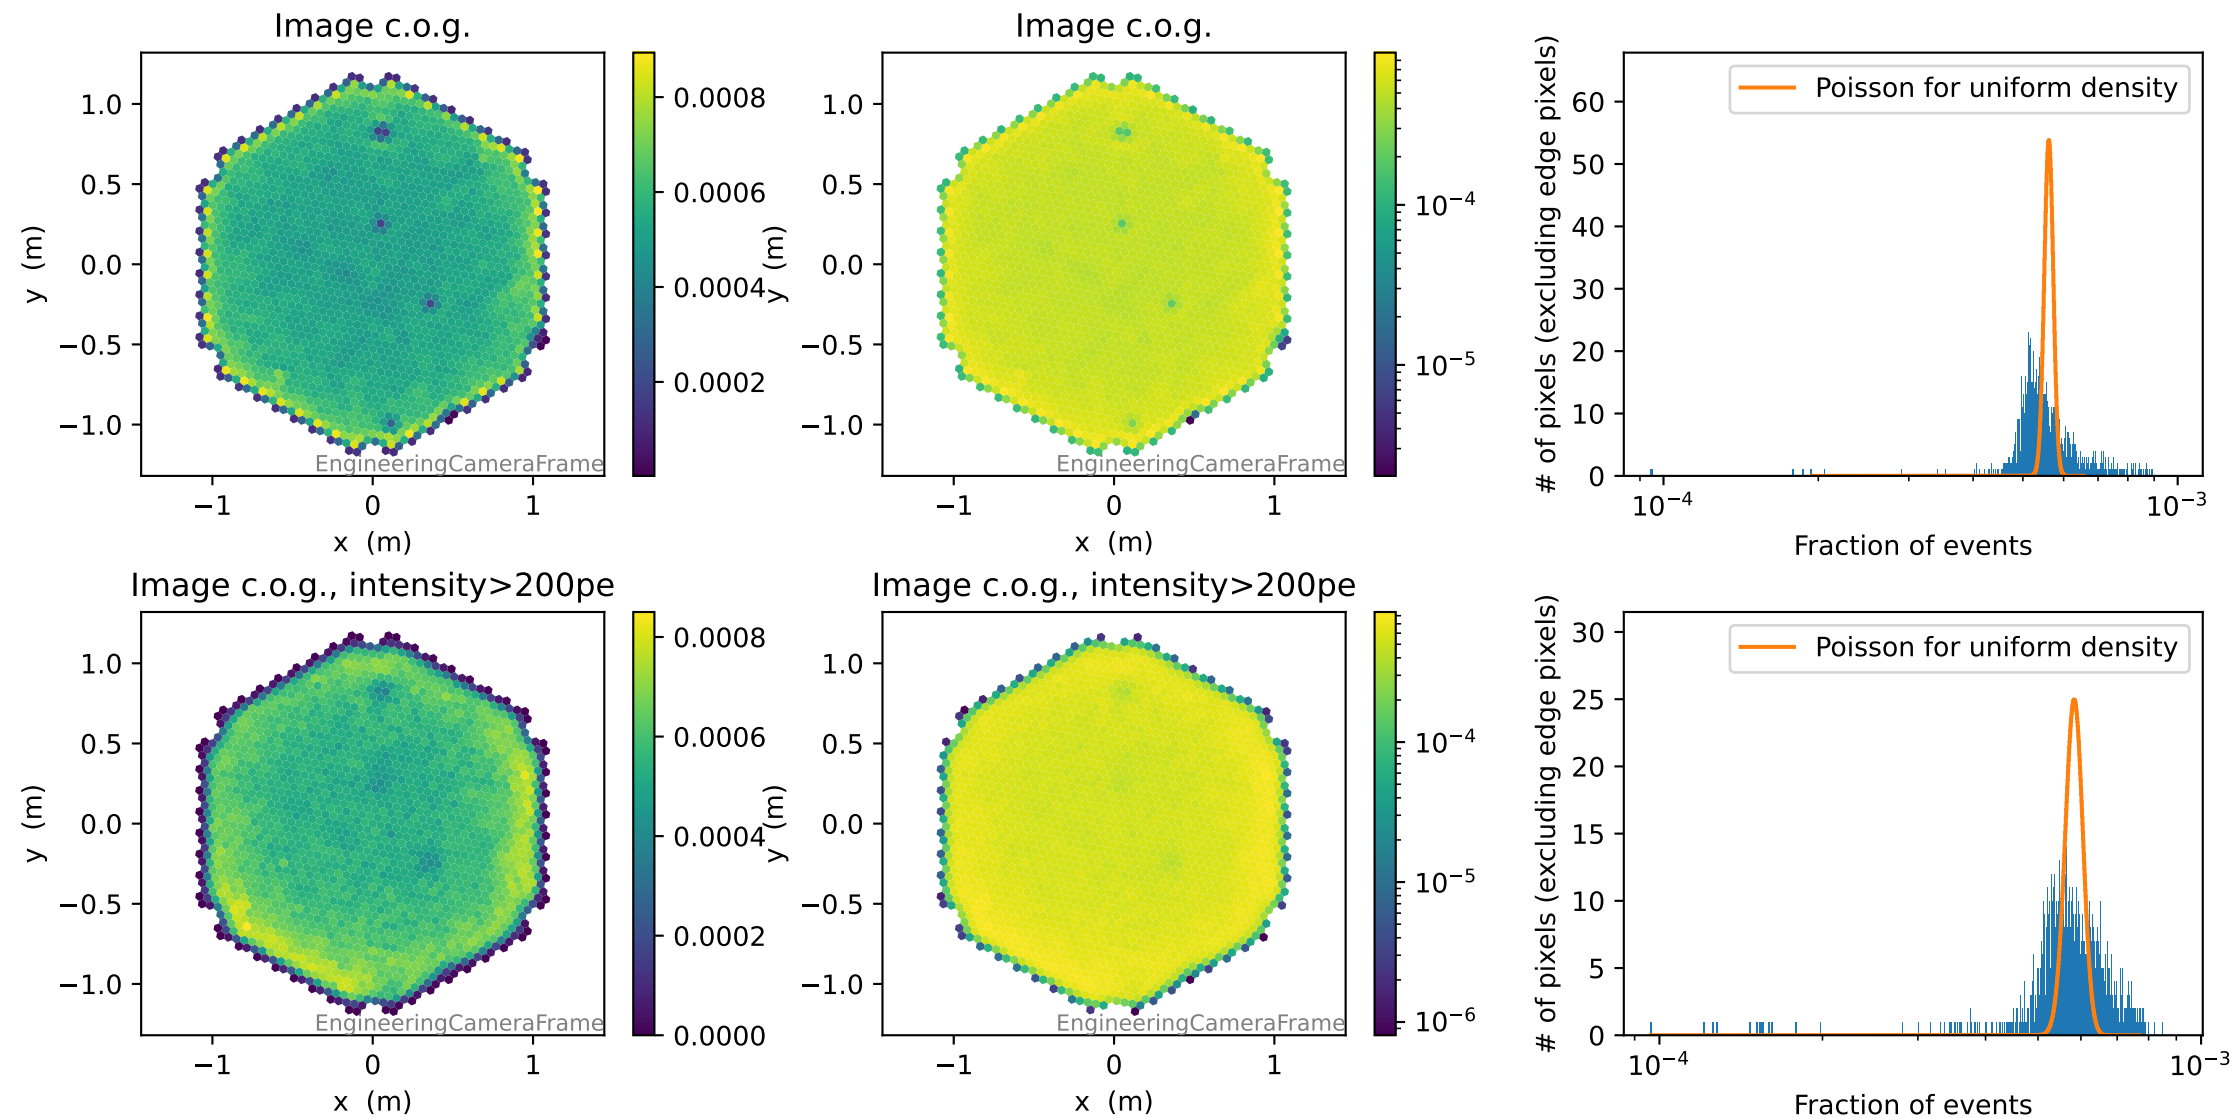 Image c.o.g.
1.0
0.5
0.0
−0.5
−1.0
y (m)
−1
0
1
x (m)
EngineeringCameraFrame
0.0008
0.0006
0.0004
0.0002
Image c.o.g.
1.0
0.5
0.0
−0.5
−1.0
y (m)
−1
0
1
x (m)
EngineeringCameraFrame
10⁻⁴
10⁻⁵
# of pixels (excluding edge pixels)
60
50
40
30
20
10
0
Poisson for uniform density
10⁻⁴
10⁻³
Fraction of events
Image c.o.g., intensity>200pe
1.0
0.5
0.0
−0.5
−1.0
y (m)
−1
0
1
x (m)
EngineeringCameraFrame
0.0008
0.0006
0.0004
0.0002
0.0000
Image c.o.g., intensity>200pe
1.0
0.5
0.0
−0.5
−1.0
y (m)
−1
0
1
x (m)
EngineeringCameraFrame
10⁻⁴
10⁻⁵
10⁻⁶
# of pixels (excluding edge pixels)
30
25
20
15
10
5
0
Poisson for uniform density
10⁻⁴
10⁻³
Fraction of events